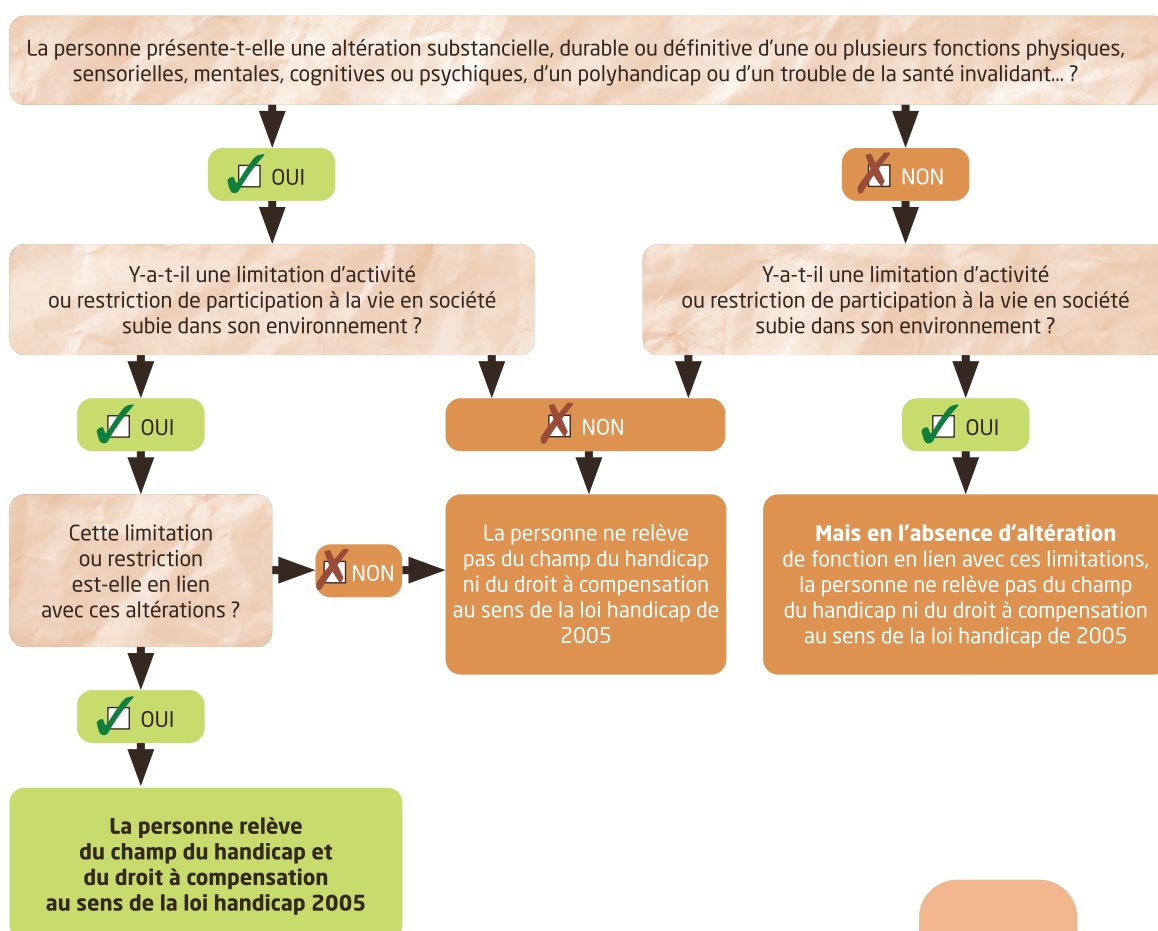 La personne présente-t-elle une altération substancielle, durable ou définitive d'une ou plusieurs fonctions physiques,
sensorielles, mentales, cognitives ou psychiques, d'un polyhandicap ou d'un trouble de la santé invalidant... ?
OUI
NON
Y-a-t-il une limitation d'activité
ou restriction de participation à la vie en société
subie dans son environnement ?
Y-a-t-il une limitation d'activité
ou restriction de participation à la vie en société
subie dans son environnement ?
OUI
NON
OUI
Cette limitation
ou restriction
est-elle en lien
avec ces altérations ?
NON
La personne ne relève
pas du champ du handicap
ni du droit à compensation
au sens de la loi handicap de
2005
Mais en l'absence d'altération
de fonction en lien avec ces limitations,
la personne ne relève pas du champ
du handicap ni du droit à compensation
au sens de la loi handicap de 2005
OUI
La personne relève
du champ du handicap et
du droit à compensation
au sens de la loi handicap 2005